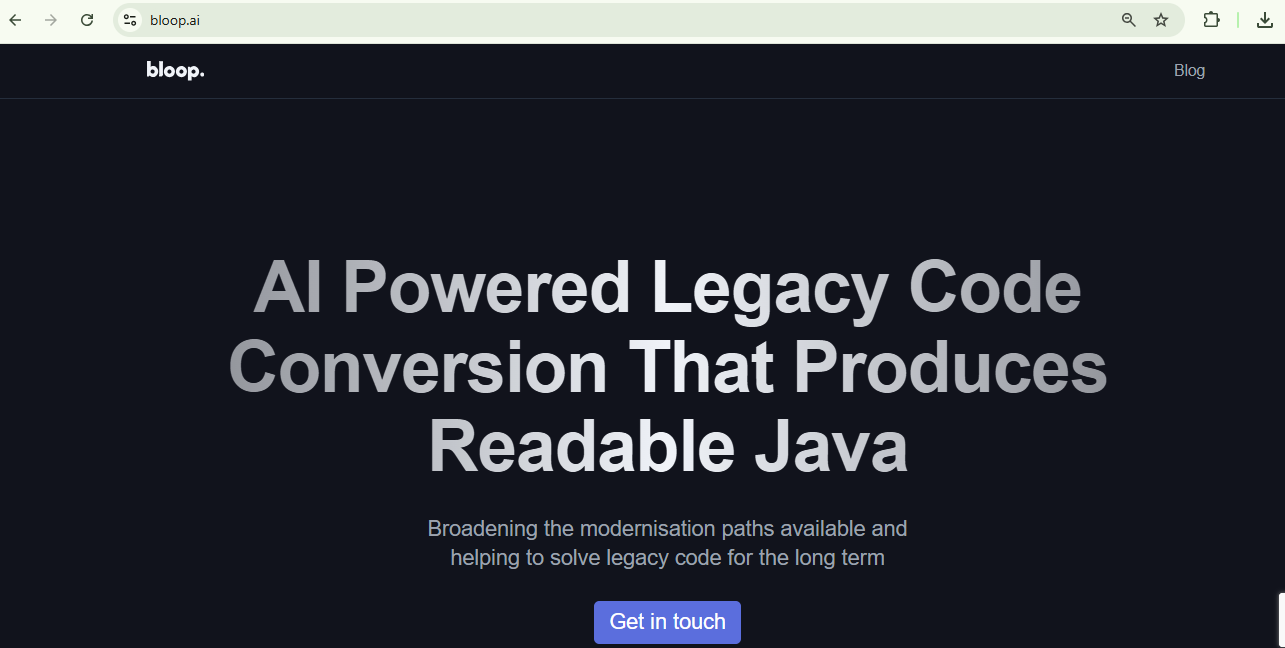 bloop.ai
bloop.
Blog
AI Powered Legacy Code
Conversion That Produces
Readable Java
Broadening the modernisation paths available and
helping to solve legacy code for the long term
Get in touch